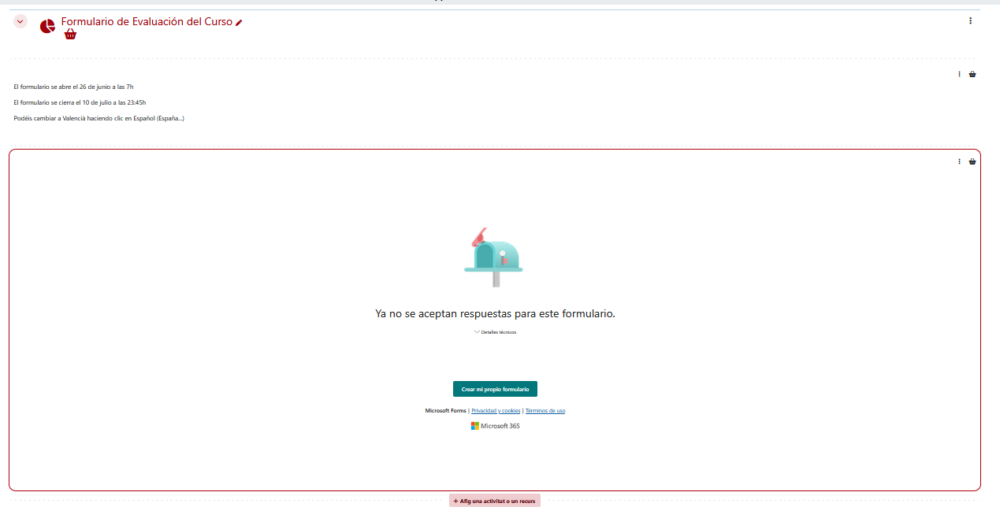 Formulario de Evaluación del Curso
El formulario se abre el 26 de junio a las 7h
El formulario se cierra el 10 de julio a las 23:45h
Podéis cambiar a Valencià haciendo clic en Español (España...)
Ya no se aceptan respuestas para este formulario.
Detalles técnicos
Crear mi propio formulario
Microsoft Forms | Privacidad y cookies | Términos de uso
Microsoft 365
+ Afig una activitat o un recurs